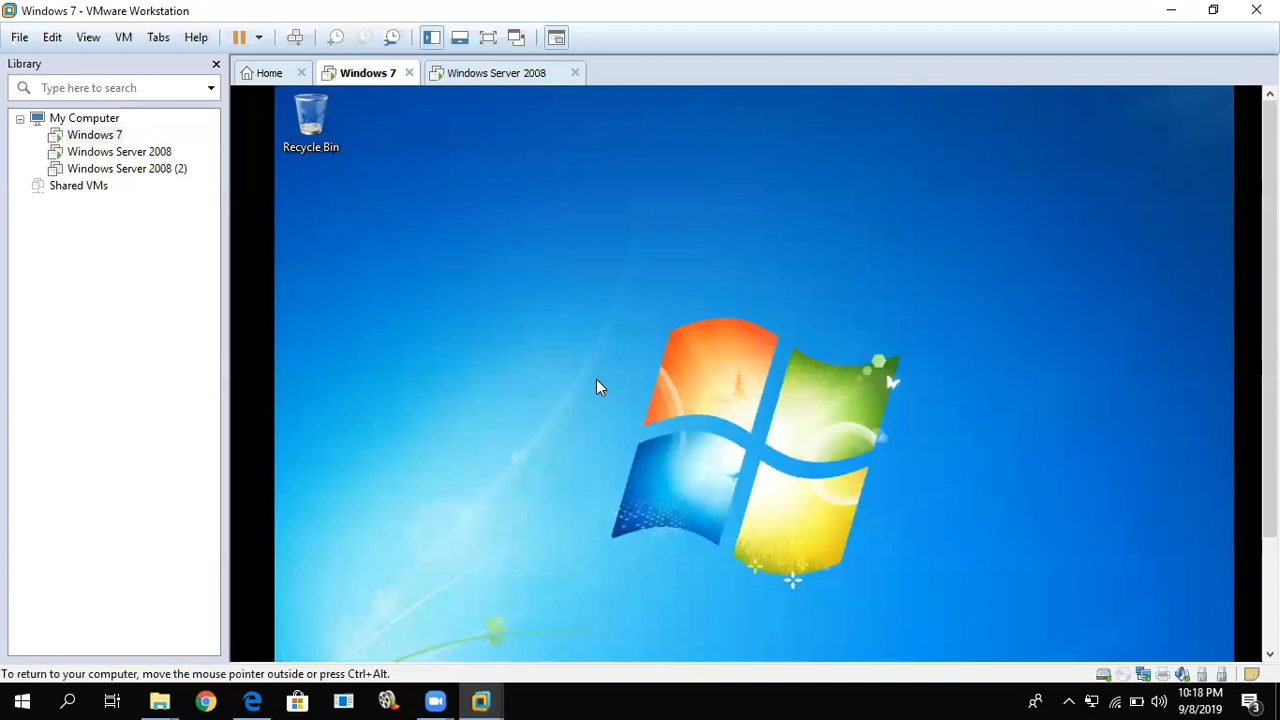 Windows 7 - VMware Workstation
File Edit View VM Tabs Help
Library
Type here to search
My Computer
Windows 7
Windows Server 2008
Windows Server 2008 (2)
Shared VMs
Home
Windows 7
Windows Server 2008
Recycle Bin
To return to your computer, move the mouse pointer outside or press Ctrl+Alt.
10:18 PM
9/8/2019
3